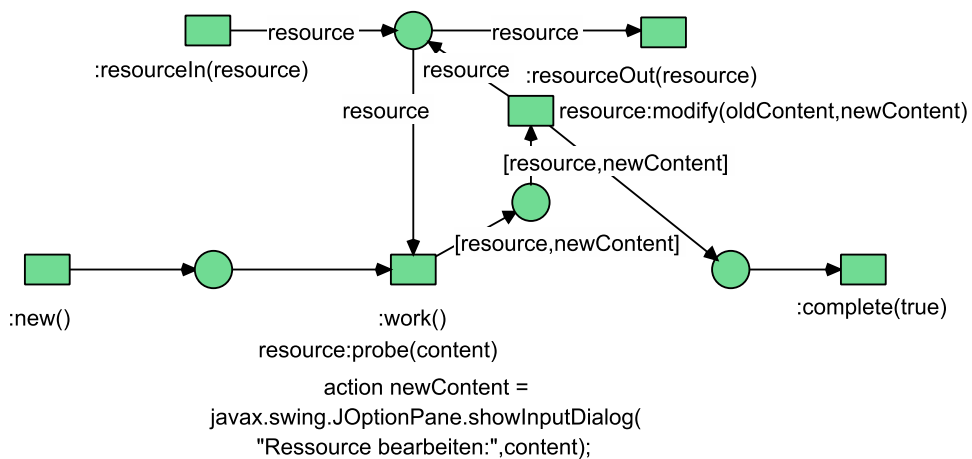 resource
resource
:resourceIn(resource)
resource
:resourceOut(resource)
resource
resource:modify(oldContent,newContent)
[resource,newContent]
[resource,newContent]
:new()
:work()
:complete(true)
resource:probe(content)
action newContent =
javax.swing.JOptionPane.showInputDialog(
"Ressource bearbeiten:",content);